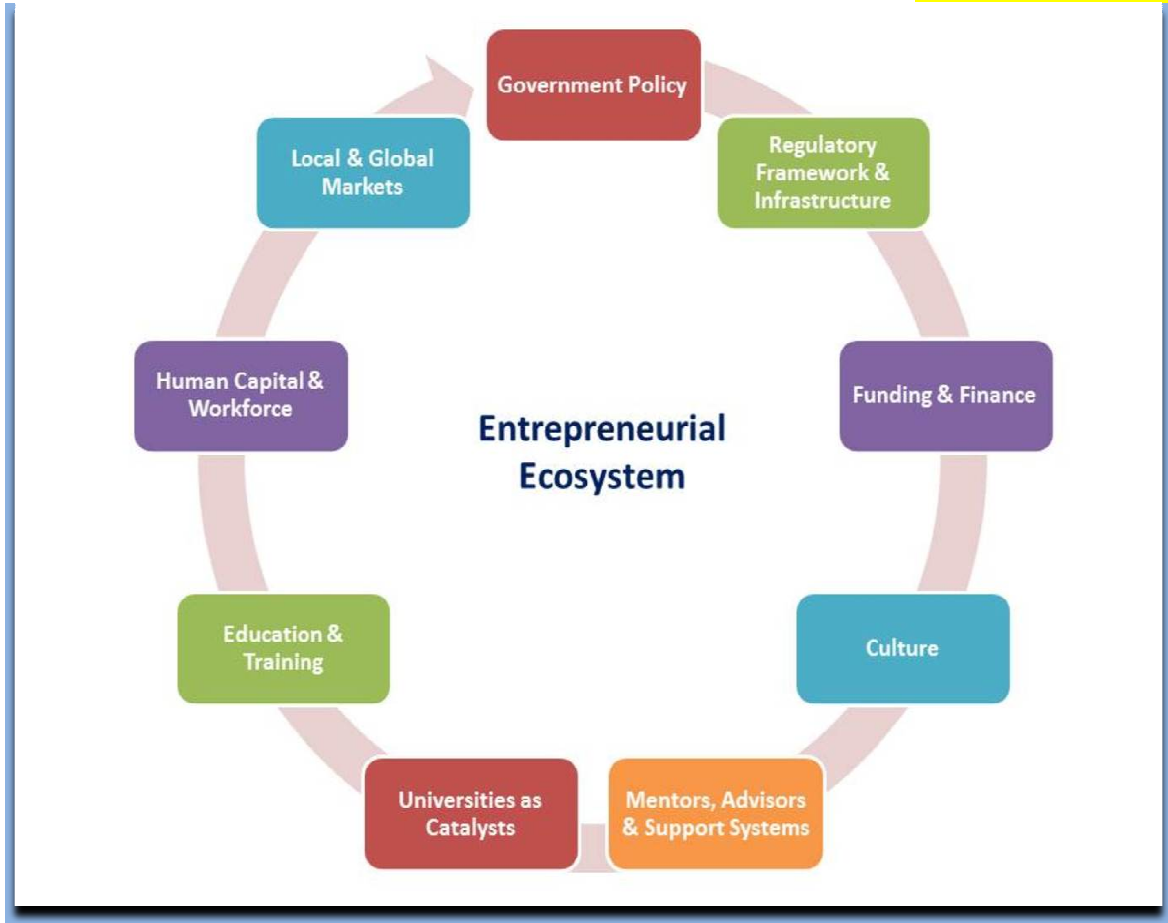 Government Policy
Regulatory
Framework &
Infrastructure
Funding & Finance
Culture
Mentors, Advisors
& Support Systems
Universities as
Catalysts
Education &
Training
Human Capital &
Workforce
Local & Global
Markets
Entrepreneurial
Ecosystem